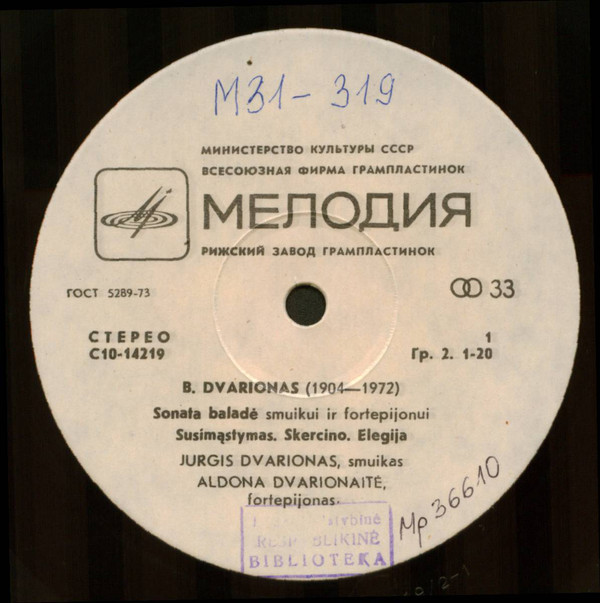 М31-319
МИНИСТЕРСТВО КУЛЬТУРЫ СССР
ВСЕСОЮЗНАЯ ФИРМА ГРАМПЛАСТИНОК
МЕЛОДИЯ
РИЖСКИЙ ЗАВОД ГРАМПЛАСТИНОК
ГОСТ 5289-73
33
СТЕРЕО
С10-14219
1
Гр. 2. 1-20
B. DVARIONAS (1904—1972)
Sonata baladė smuikui ir fortepijonui
Susimąstymas. Skercino. Elegija
JURGIS DVARIONAS, smuikas
ALDONA DVARIONAITĖ,
fortepijonas
Mp 36610
BIBLIOTEKA